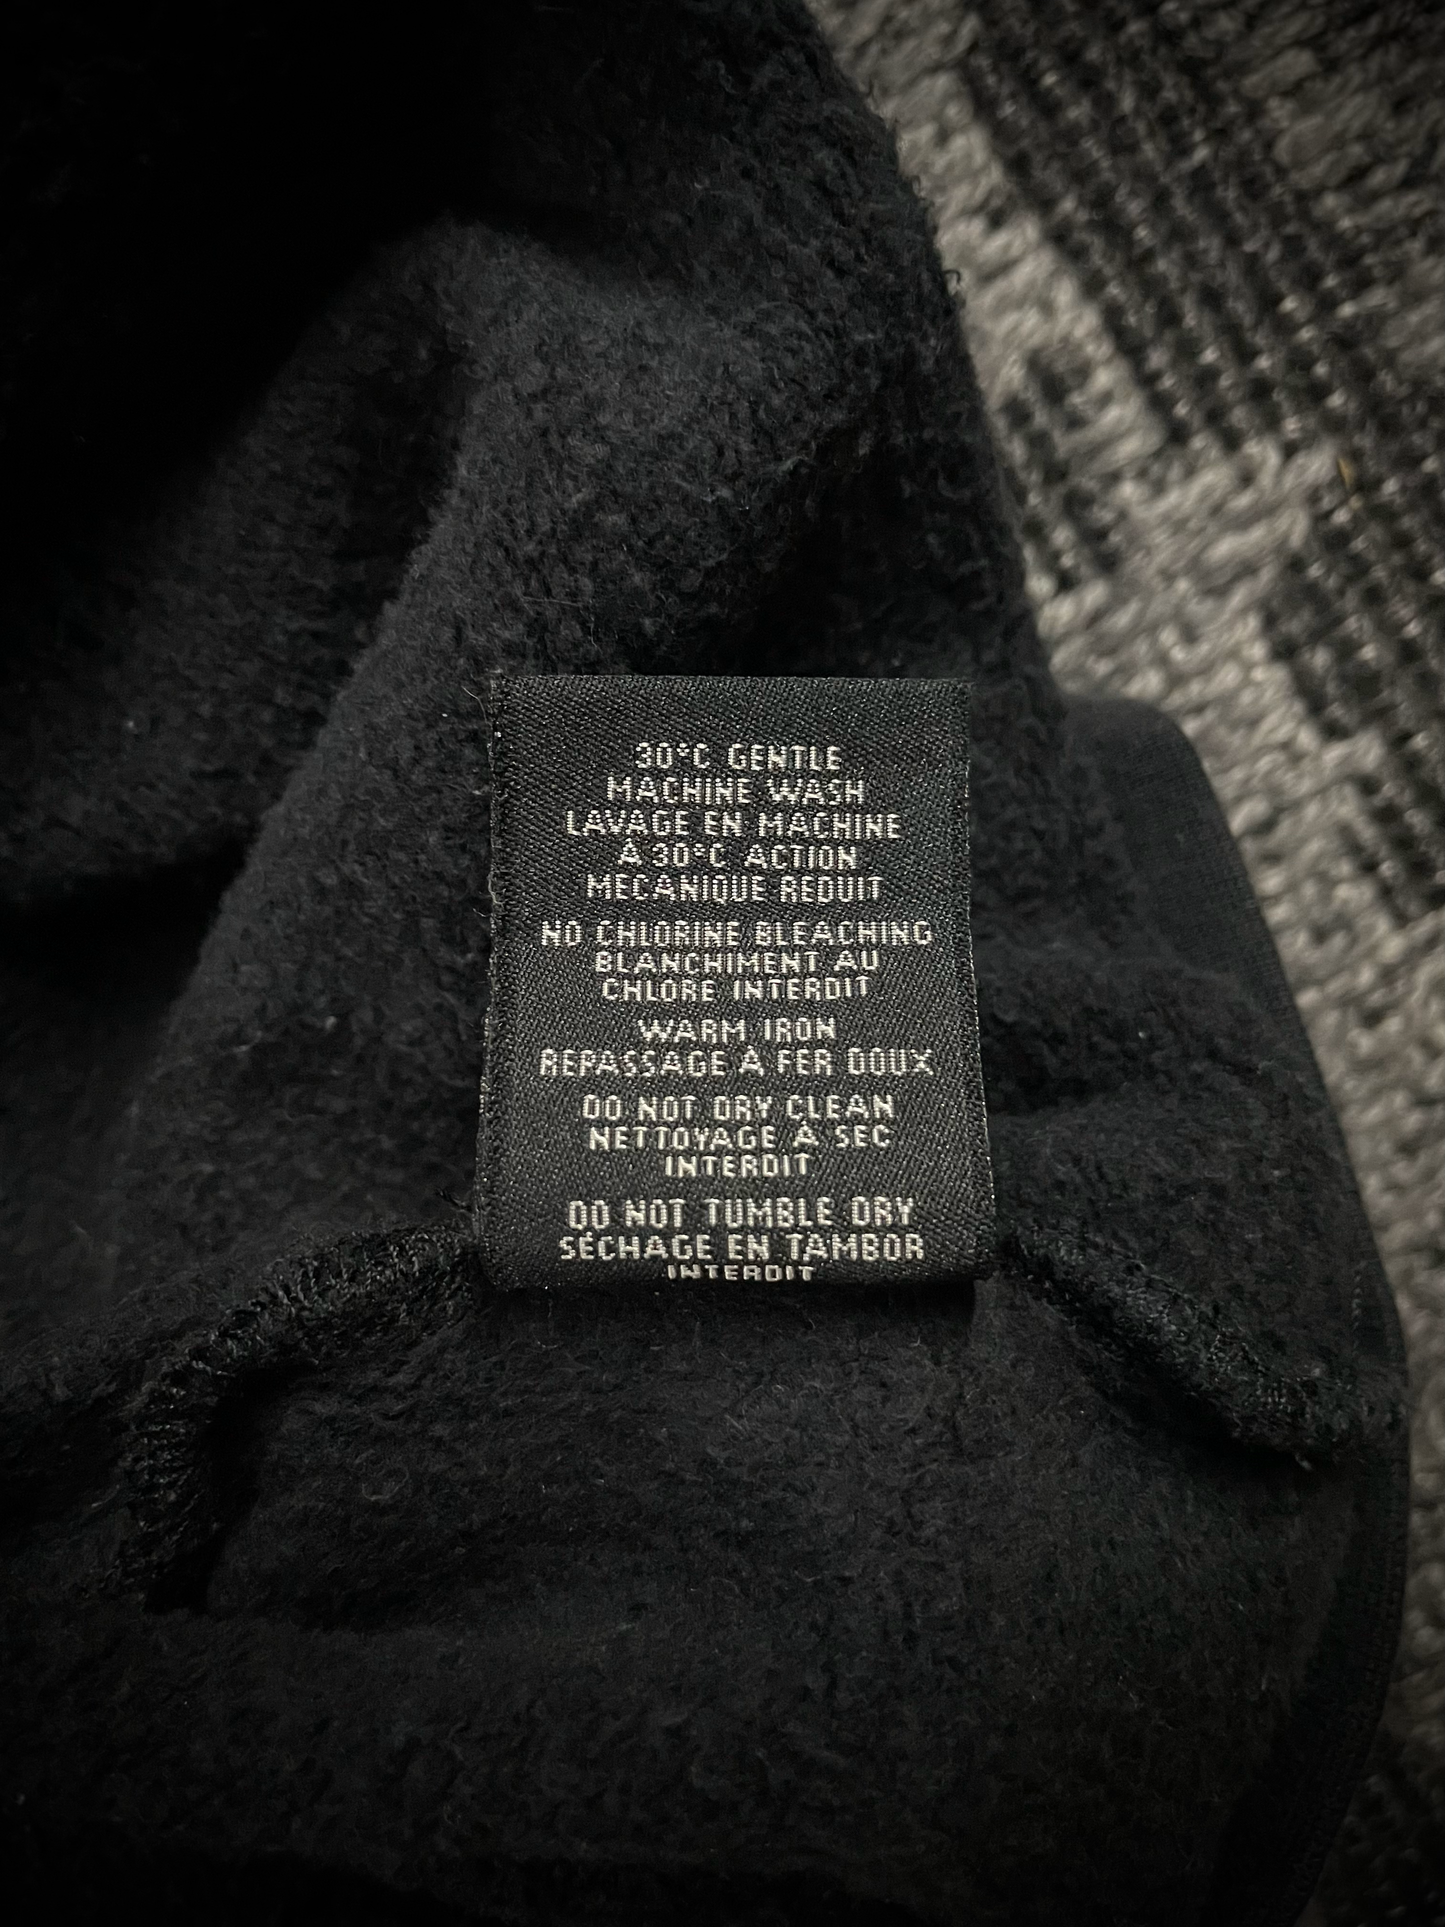 30°C GENTLE
MACHINE WASH
LAVAGE EN MACHINE
À 30°C ACTION
MECANIQUE REDUIT
NO CHLORINE BLEACHING
BLANCHIMENT AU
CHLORE INTERDIT
WARM IRON
REPASSAGE À FER DOUX
DO NOT DRY CLEAN
NETTOYAGE À SEC
INTERDIT
DO NOT TUMBLE DRY
SÉCHAGE EN TAMBOR
INTERDIT